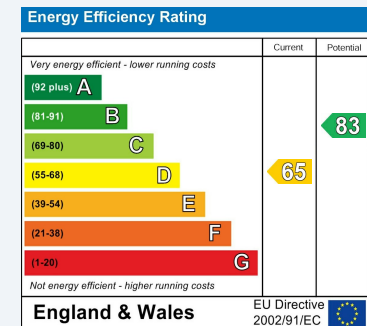 Energy Efficiency Rating
Current Potential
Very energy efficient - lower running costs
(92 plus) A
(81-91) B
83
(69-80) C
(55-68) D
65
(39-54) E
(21-38) F
(1-20) G
Not energy efficient - higher running costs
England & Wales
EU Directive
2002/91/EC